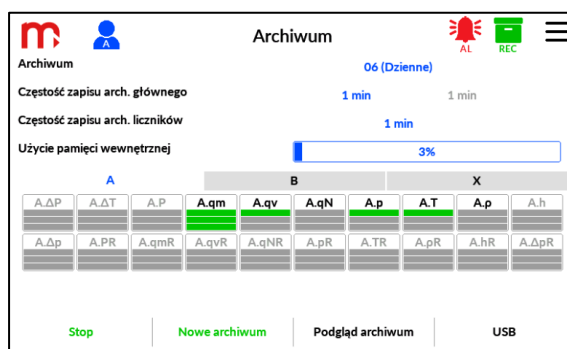 Archiwum
A
AL
REC
Archiwum 06 (Dzienne)
Częstość zapisu arch. głównego 1 min 1 min
Częstość zapisu arch. liczników 1 min
Użycie pamięci wewnętrznej 3%
A B X
A.ΔP A.ΔT A.P A.qm A.qv A.qN A.p A.T A.ρ A.h
A.Δp A.PR A.qmR A.qvR A.qNR A.pR A.TR A.ρR A.hR A.ΔpR
Stop Nowe archiwum Podgląd archiwum USB